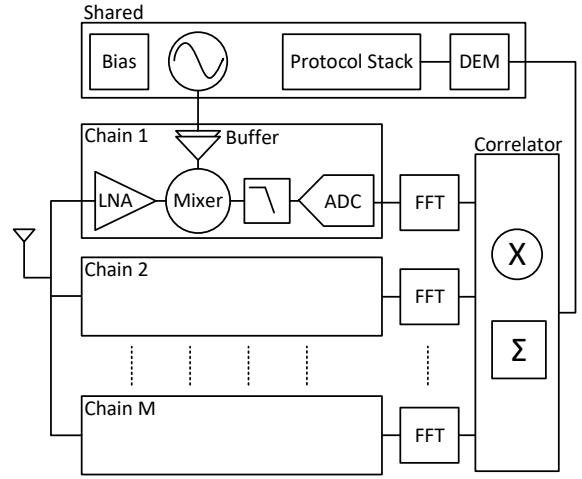 Shared
Bias
Protocol Stack
DEM
Chain 1
Buffer
Correlator
LNA
Mixer
ADC
FFT
X
Chain 2
FFT
Σ
Chain M
FFT